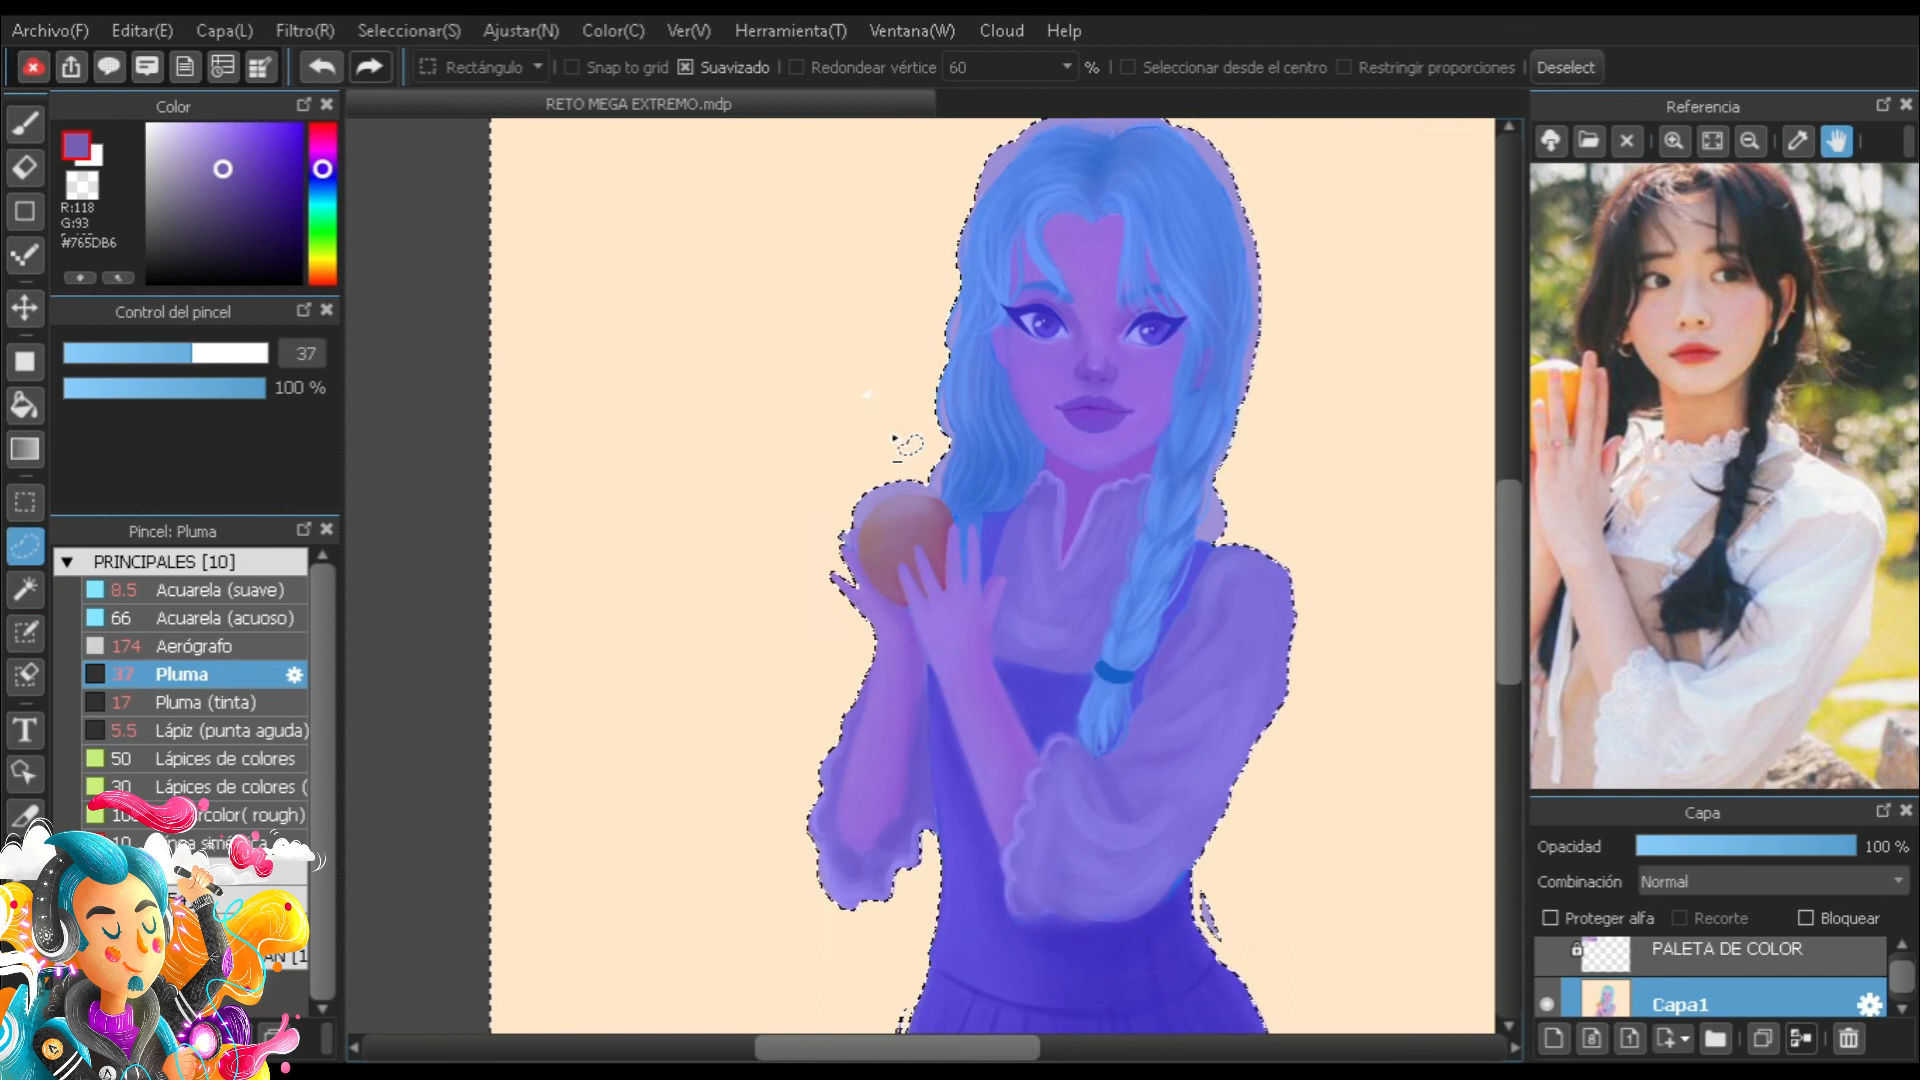 Archivo(F) Editar(E) Capa(L) Filtro(R) Seleccionar(S) Ajustar(N) Color(C) Ver(V) Herramienta(T) Ventana(W) Cloud Help
Rectángulo Snap to grid Suavizado Redondear vértice 60 % Seleccionar desde el centro Restringir proporciones Deselect
Color
RETO MEGA EXTREMO.mdp
Referencia
R:118
G:93
#765DB6
Control del pincel
37
100 %
Pincel: Pluma
PRINCIPALES [10]
8.5 Acuarela (suave)
66 Acuarela (acuoso)
174 Aerógrafo
37 Pluma
17 Pluma (tinta)
5.5 Lápiz (punta aguda)
50 Lápices de colores
30 Lápices de colores (
rcolor( rough)
10
AN [1
Capa
Opacidad 100 %
Combinación Normal
Proteger alfa Recorte Bloquear
PALETA DE COLOR
Capa1